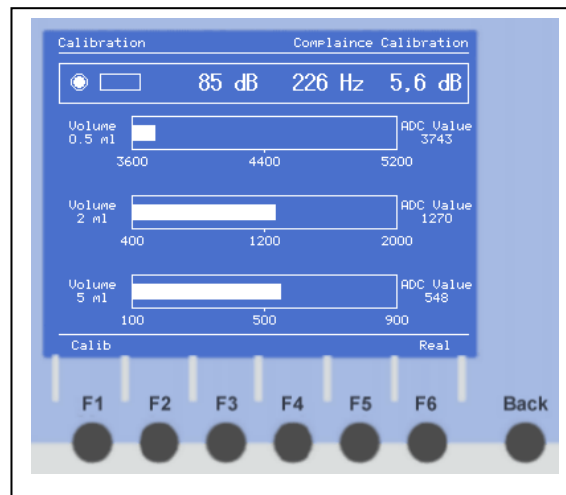 Calibration Complaince Calibration
85 dB 226 Hz 5,6 dB
Volume ADC Value
0.5 ml 3743
3600 4400 5200
Volume ADC Value
2 ml 1270
400 1200 2000
Volume ADC Value
5 ml 548
100 500 900
Calib Real
F1 F2 F3 F4 F5 F6 Back